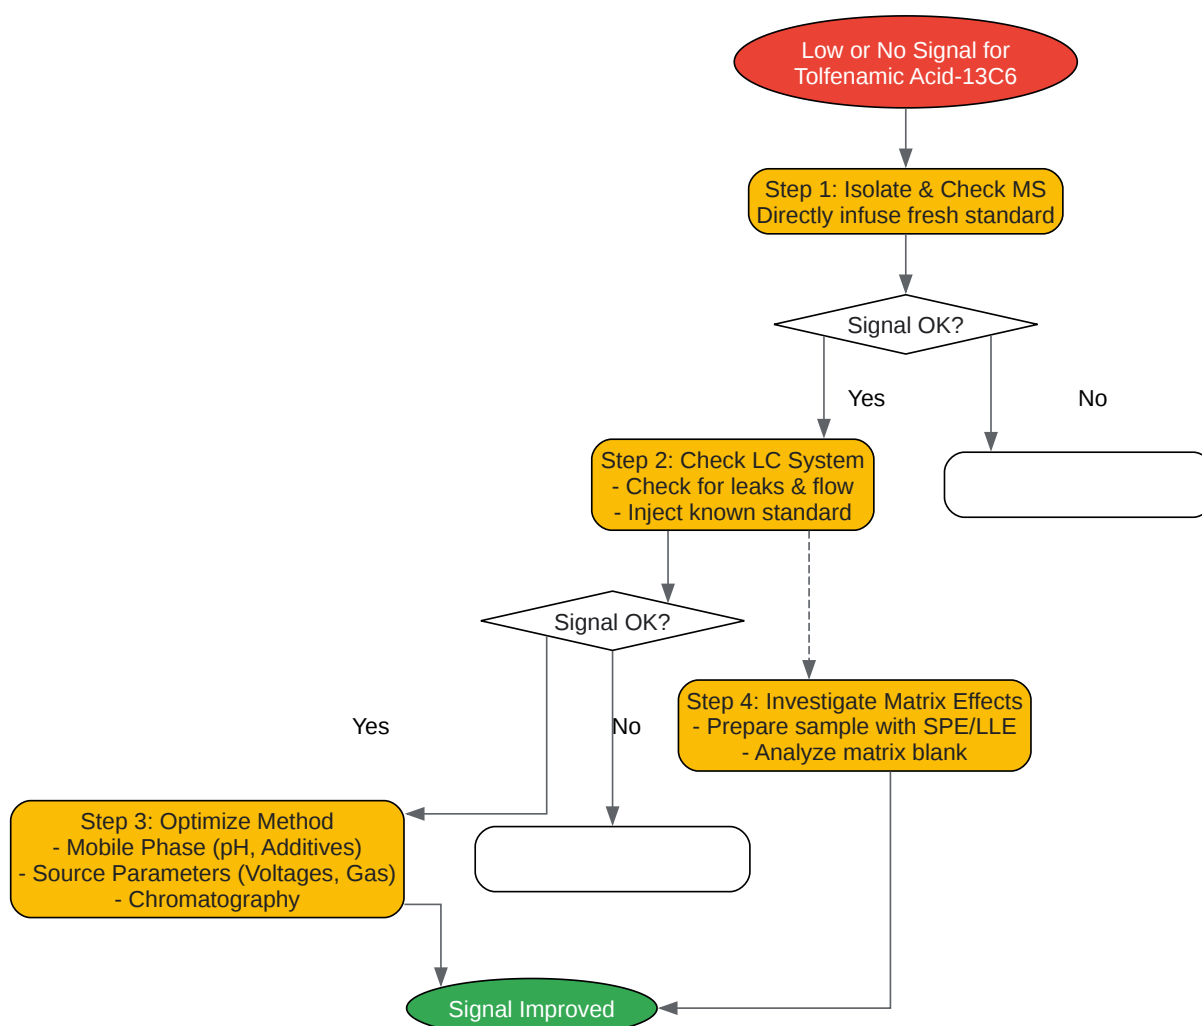 Low or No Signal for
Tolfenamic Acid-13C6
Step 1: Isolate & Check MS
Directly infuse fresh standard
Signal OK?
Yes
No
Step 2: Check LC System
- Check for leaks & flow
- Inject known standard
Signal OK?
Yes
No
Step 4: Investigate Matrix Effects
- Prepare sample with SPE/LLE
- Analyze matrix blank
Step 3: Optimize Method
- Mobile Phase (pH, Additives)
- Source Parameters (Voltages, Gas)
- Chromatography
Signal Improved